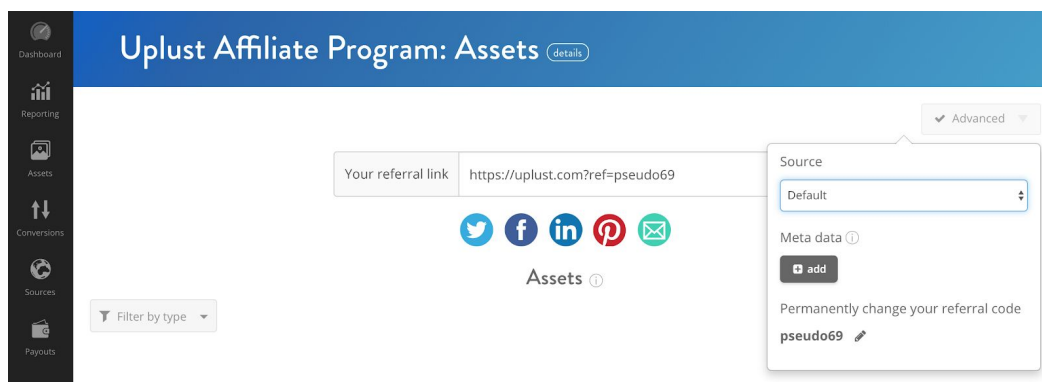 Dashboard
Reporting
Assets
Conversions
Sources
Payouts
Uplust Affiliate Program: Assets details
Advanced
Your referral link https://uplust.com?ref=pseudo69
Assets
Filter by type
Source
Default
Meta data
add
Permanently change your referral code
pseudo69